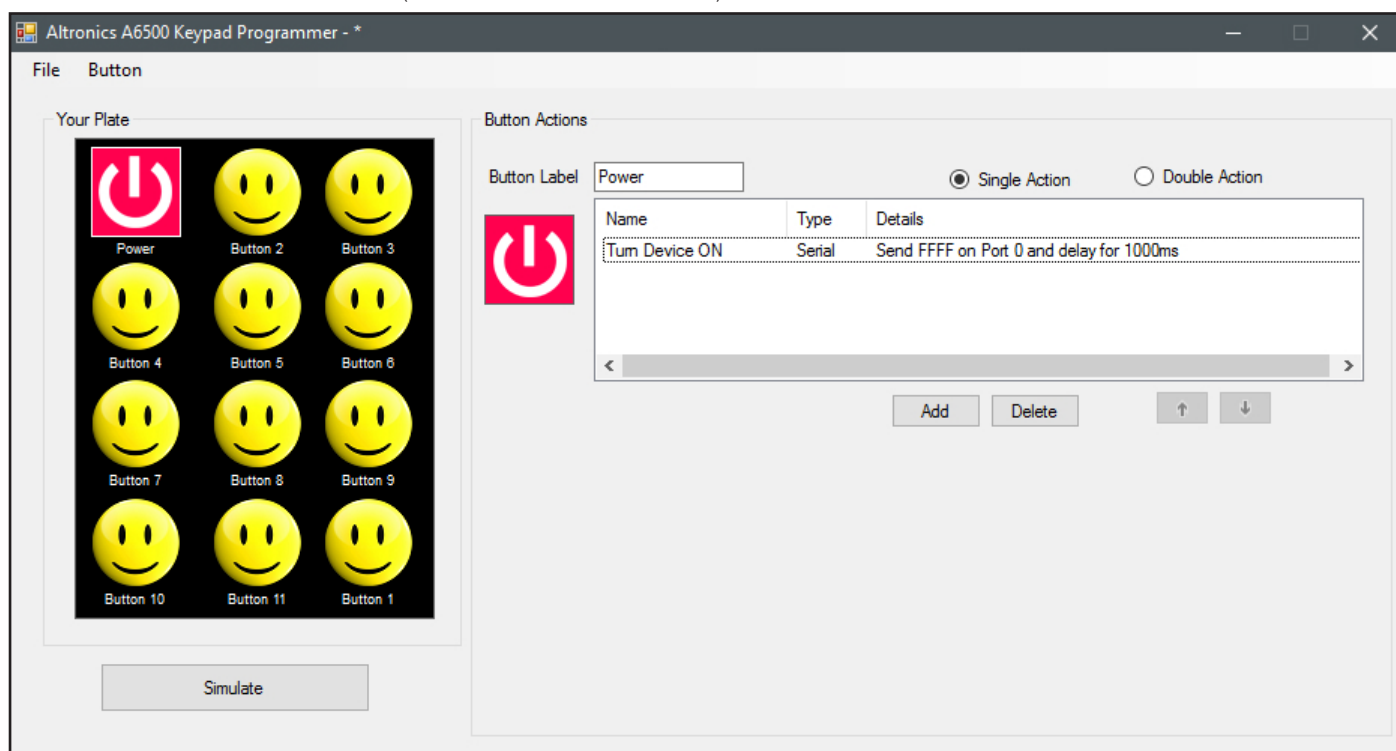 Altronics A6500 Keypad Programmer - *
File Button
Your Plate
Power Button 2 Button 3
Button 4 Button 5 Button 6
Button 7 Button 8 Button 9
Button 10 Button 11 Button 1
Simulate
Button Actions
Button Label Power Single Action Double Action
Name Type Details
Turn Device ON Serial Send FFFF on Port 0 and delay for 1000ms
Add Delete